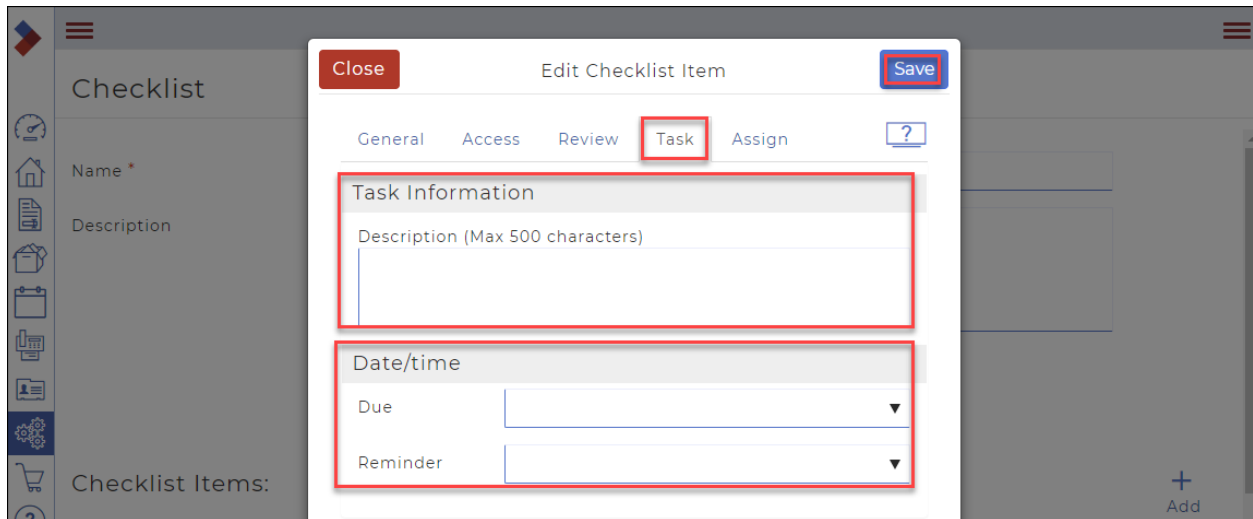 Close
Edit Checklist Item
Save
Checklist
General Access Review Task Assign ?
Name *
Task Information
Description
Description (Max 500 characters)
Date/time
Due
Reminder
Checklist Items:
+
Add
?